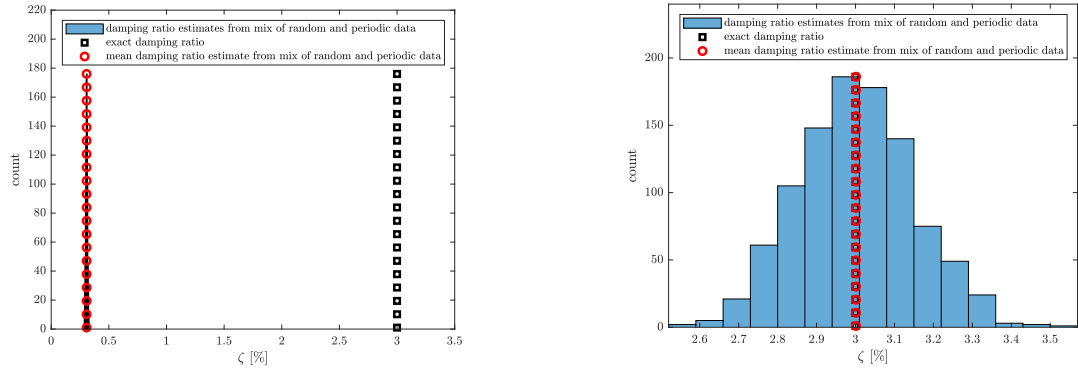 220
200
180
160
140
120
100
80
60
40
20
0
count
damping ratio estimates from mix of random and periodic data
exact damping ratio
mean damping ratio estimate from mix of random and periodic data
0 0.5 1 1.5 2 2.5 3 3.5
ζ [%]
200
150
100
50
0
count
damping ratio estimates from mix of random and periodic data
exact damping ratio
mean damping ratio estimate from mix of random and periodic data
2.6 2.7 2.8 2.9 3 3.1 3.2 3.3 3.4 3.5
ζ [%]